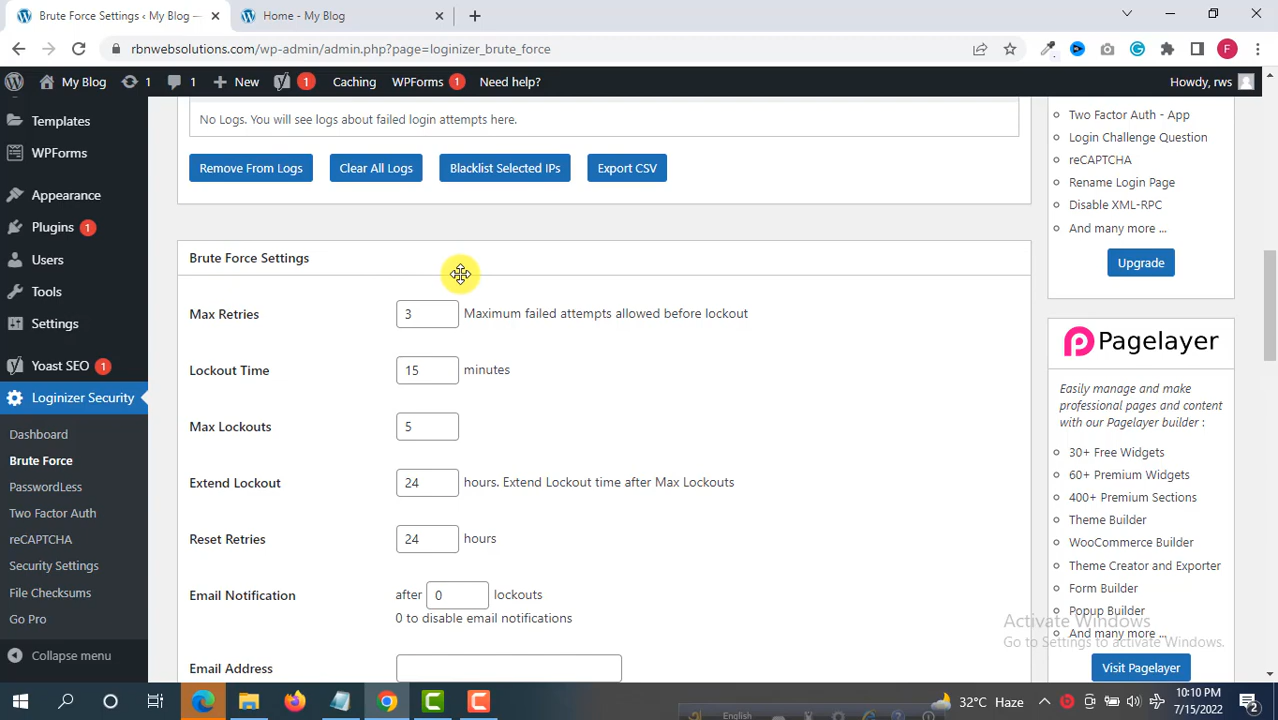 Brute Force Settings ‹ My Blog —
Home - My Blog
rbnwebsolutions.com/wp-admin/admin.php?page=loginizer_brute_force
F
My Blog
1
1
New
1
Caching
WPForms 1
Need help?
Howdy, rws
Templates
WPForms
Appearance
Plugins 1
Users
Tools
Settings
Yoast SEO 1
Loginizer Security
Dashboard
Brute Force
PasswordLess
Two Factor Auth
reCAPTCHA
Security Settings
File Checksums
Go Pro
Collapse menu
No Logs. You will see logs about failed login attempts here.
Remove From Logs
Clear All Logs
Blacklist Selected IPs
Export CSV
Brute Force Settings
Max Retries
3 Maximum failed attempts allowed before lockout
Lockout Time
15 minutes
Max Lockouts
5
Extend Lockout
24 hours. Extend Lockout time after Max Lockouts
Reset Retries
24 hours
Email Notification
after 0 lockouts
0 to disable email notifications
Email Address
Two Factor Auth - App
Login Challenge Question
reCAPTCHA
Rename Login Page
Disable XML-RPC
And many more ...
Upgrade
Pagelayer
Easily manage and make
professional pages and content
with our Pagelayer builder :
30+ Free Widgets
60+ Premium Widgets
400+ Premium Sections
Theme Builder
WooCommerce Builder
Theme Creator and Exporter
Form Builder
Popup Builder
And many more ...
Visit Pagelayer
Activate Windows
Go to Settings to activate Windows.
English
32°C Haze
10:10 PM
7/15/2022
2